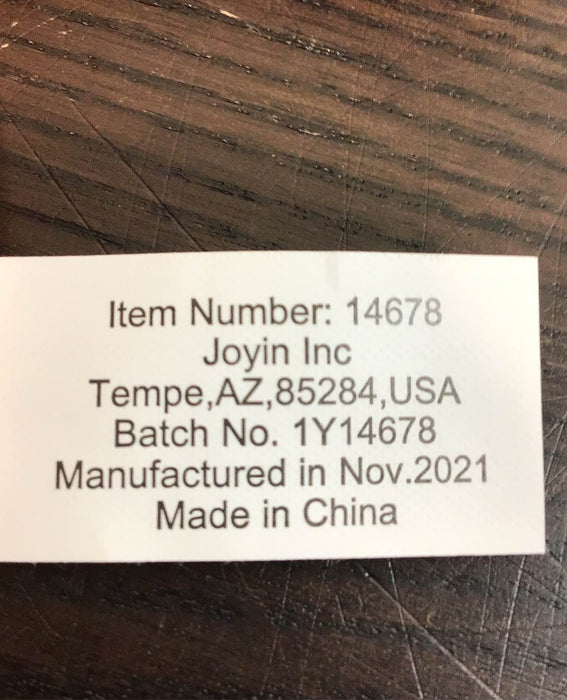 Item Number: 14678
Joyin Inc
Tempe,AZ,85284,USA
Batch No. 1Y14678
Manufactured in Nov.2021
Made in China